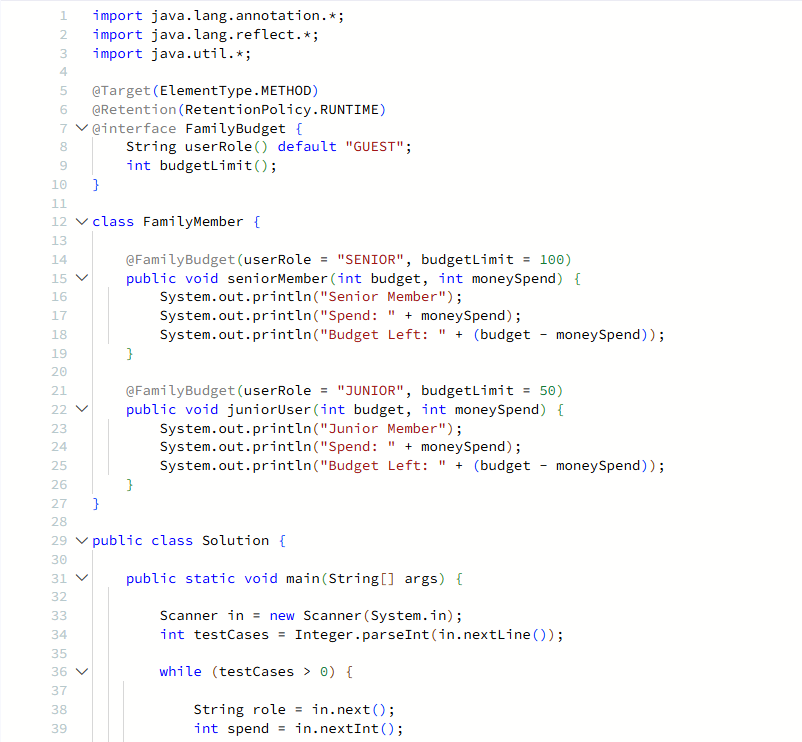 1 import java.lang.annotation.*;
2 import java.lang.reflect.*;
3 import java.util.*;
4
5 @Target(ElementType.METHOD)
6 @Retention(RetentionPolicy.RUNTIME)
7 @interface FamilyBudget {
8     String userRole() default "GUEST";
9     int budgetLimit();
10 }
11
12 class FamilyMember {
13
14     @FamilyBudget(userRole = "SENIOR", budgetLimit = 100)
15     public void seniorMember(int budget, int moneySpend) {
16         System.out.println("Senior Member");
17         System.out.println("Spend: " + moneySpend);
18         System.out.println("Budget Left: " + (budget - moneySpend));
19     }
20
21     @FamilyBudget(userRole = "JUNIOR", budgetLimit = 50)
22     public void juniorUser(int budget, int moneySpend) {
23         System.out.println("Junior Member");
24         System.out.println("Spend: " + moneySpend);
25         System.out.println("Budget Left: " + (budget - moneySpend));
26     }
27 }
28
29 public class Solution {
30
31     public static void main(String[] args) {
32
33         Scanner in = new Scanner(System.in);
34         int testCases = Integer.parseInt(in.nextLine());
35
36         while (testCases > 0) {
37
38             String role = in.next();
39             int spend = in.nextInt();